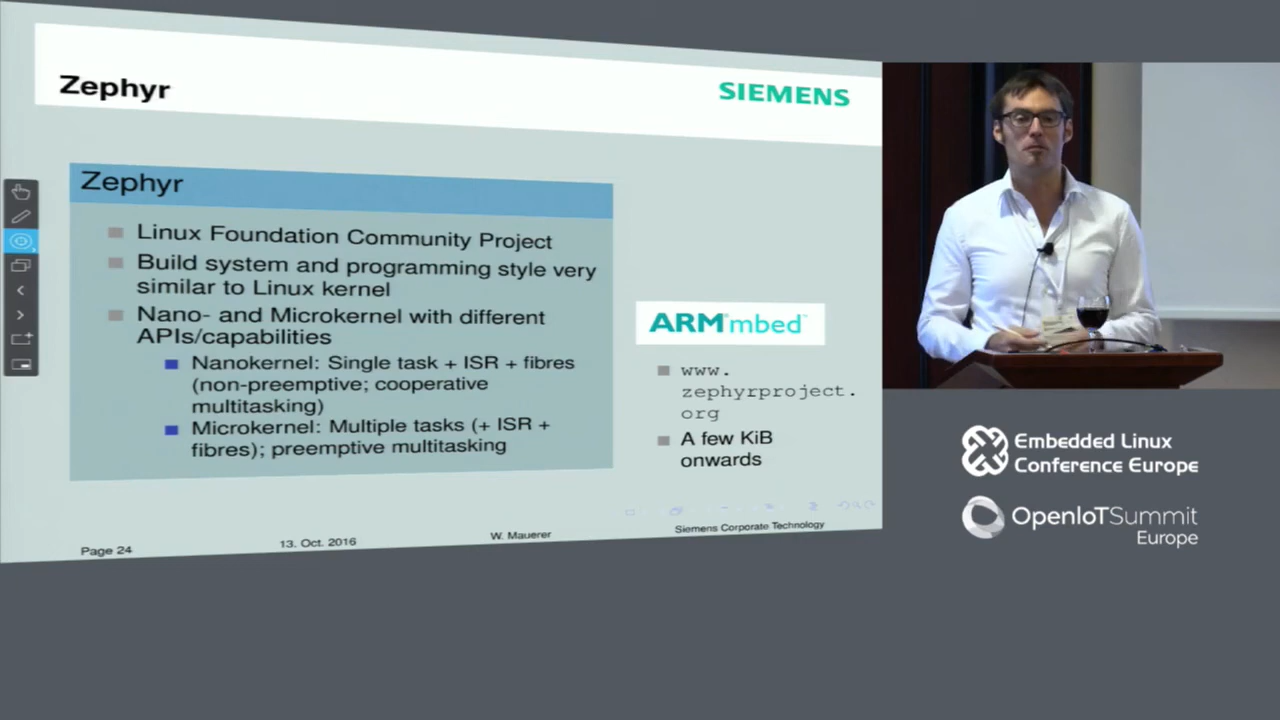 Zephyr
SIEMENS
Zephyr
Linux Foundation Community Project
Build system and programming style very
similar to Linux kernel
Nano- and Microkernel with different
APIs/capabilities
Nanokernel: Single task + ISR + fibres
(non-preemptive; cooperative
multitasking)
Microkernel: Multiple tasks (+ ISR +
fibres); preemptive multitasking
ARM mbed
www.
zephyrproject.
org
A few KiB
onwards
Page 24
13. Oct. 2016
W. Mauerer
Siemens Corporate Technology
Embedded Linux
Conference Europe
OpenIoTSummit
Europe